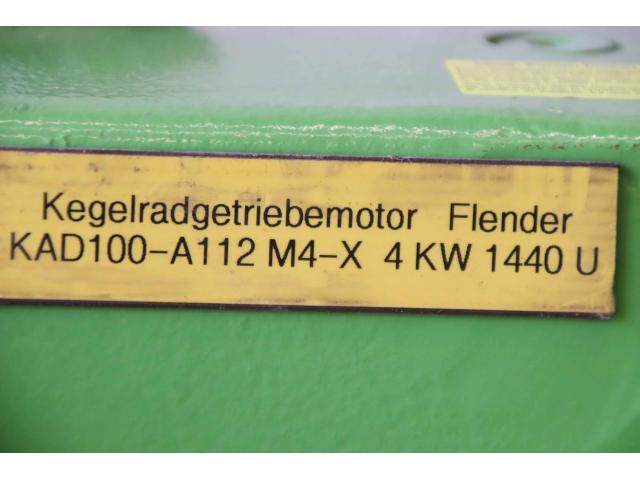 Kegelradgetriebemotor Flender
KAD100-A112 M4-X 4 KW 1440 U